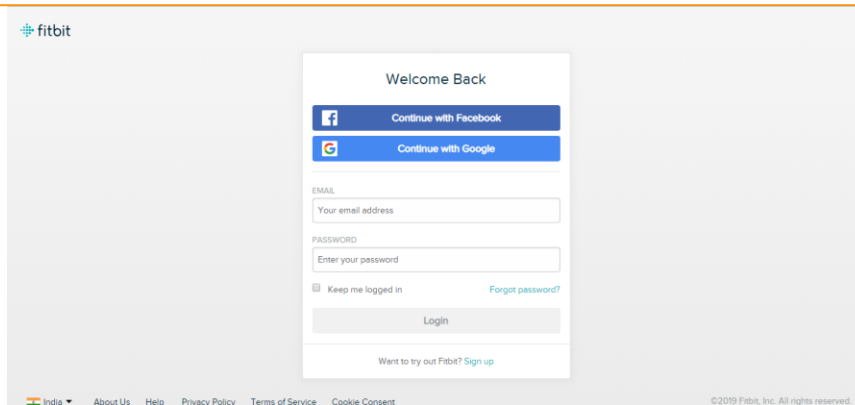 fitbit
Welcome Back
Continue with Facebook
Continue with Google
EMAIL
Your email address
PASSWORD
Enter your password
Keep me logged in Forgot password?
Login
Want to try out Fitbit? Sign up
India About Us Help Privacy Policy Terms of Service Cookie Consent ©2019 Fitbit, Inc. All rights reserved.